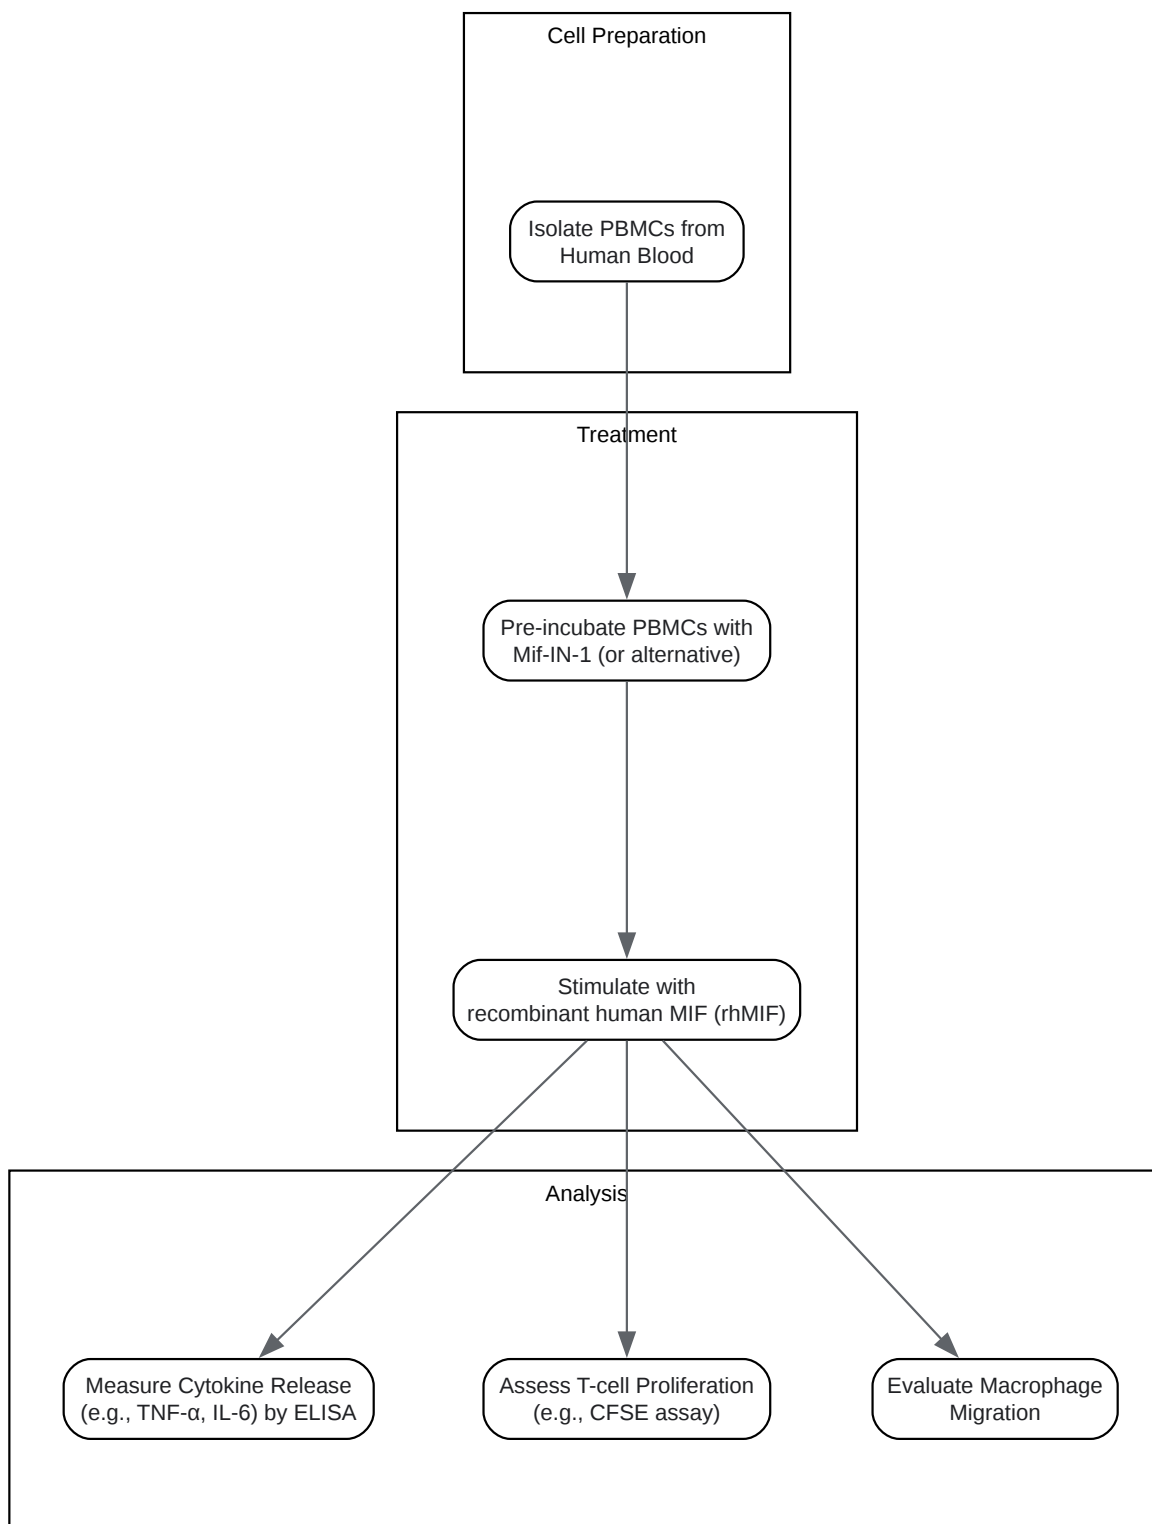 Cell Preparation
Isolate PBMCs from
Human Blood
Treatment
Pre-incubate PBMCs with
Mif-IN-1 (or alternative)
Stimulate with
recombinant human MIF (rhMIF)
Analysis
Measure Cytokine Release
(e.g., TNF-α, IL-6) by ELISA
Assess T-cell Proliferation
(e.g., CFSE assay)
Evaluate Macrophage
Migration